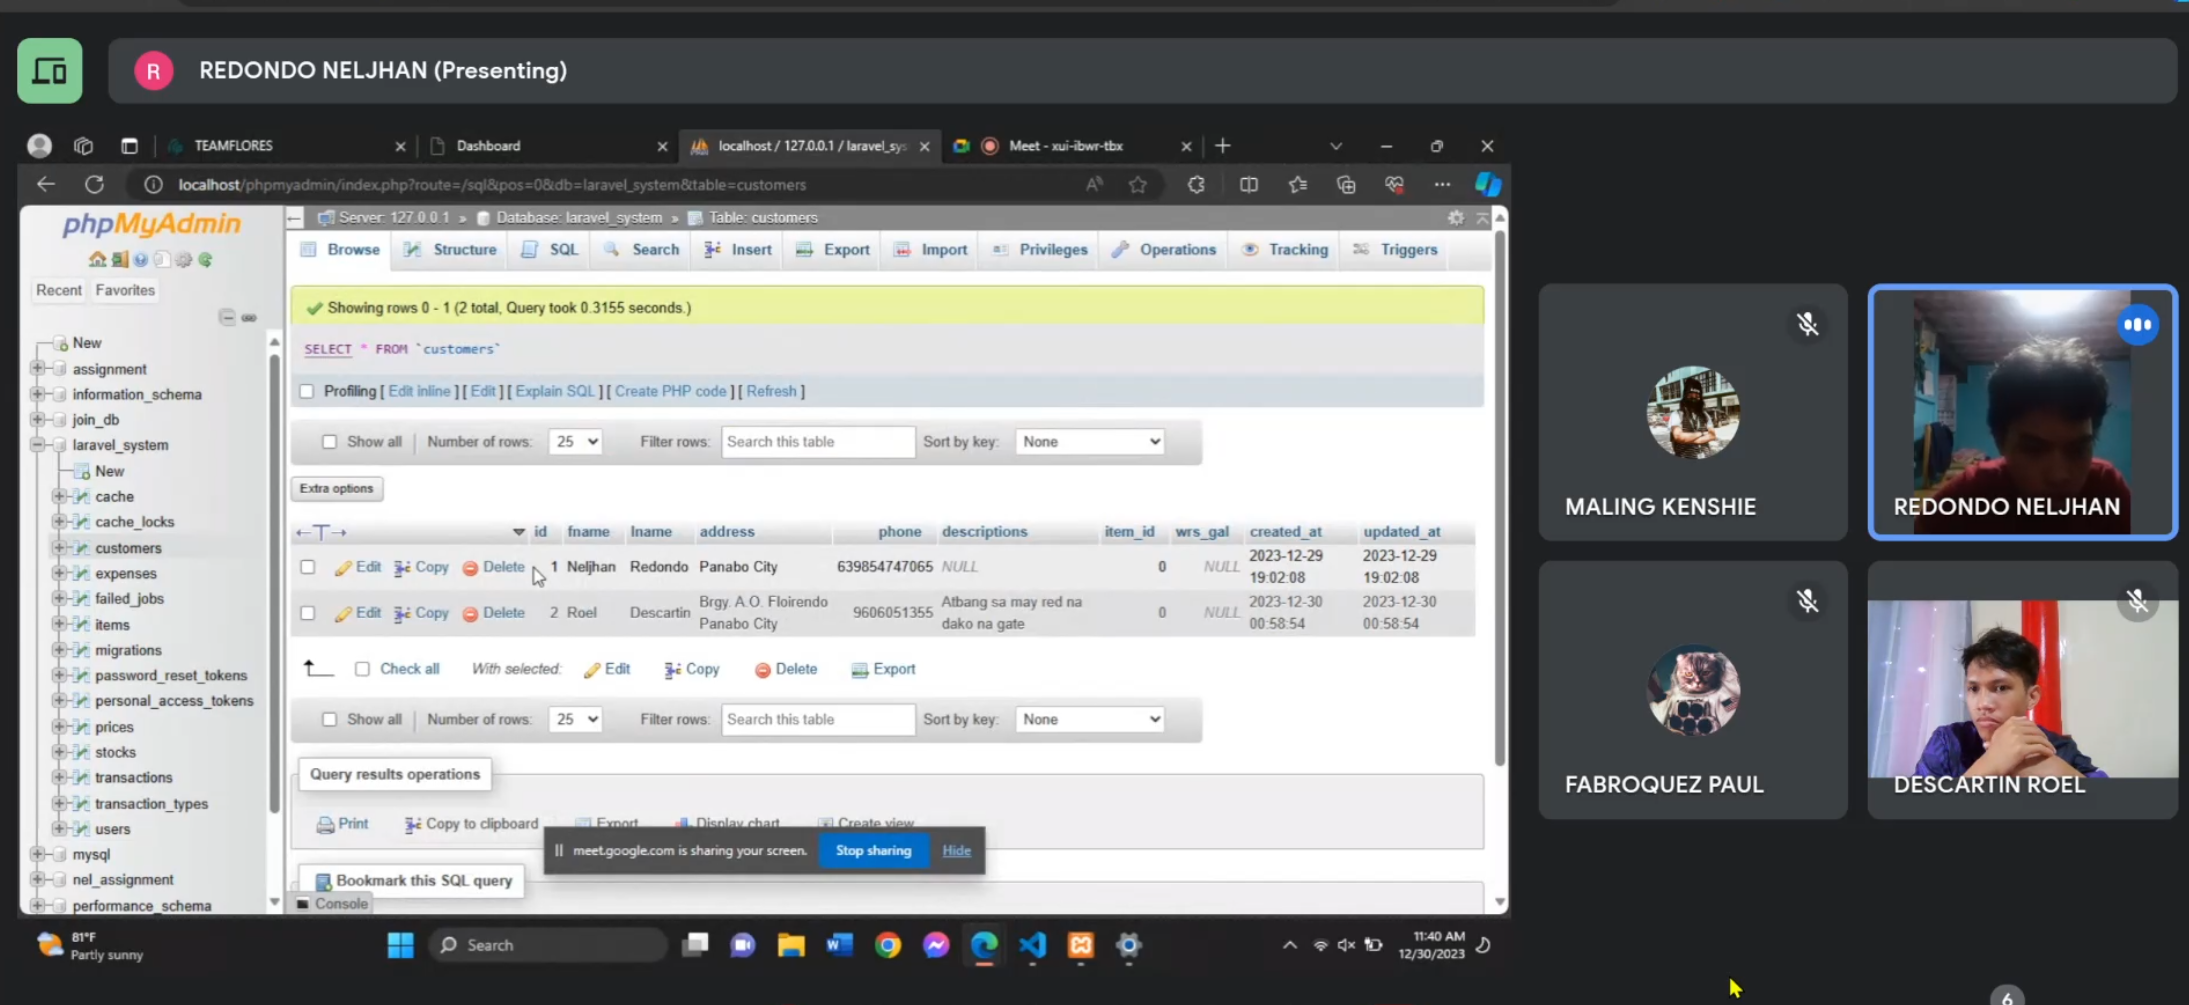 R REDONDO NELJHAN (Presenting)
TEAMFLORES
Dashboard
localhost / 127.0.0.1 / laravel_sys
Meet - xui-ibwr-tbx
localhost/phpmyadmin/index.php?route=/sql&pos=0&db=laravel_system&table=customers
phpMyAdmin
Recent Favorites
New
assignment
information_schema
join_db
laravel_system
New
cache
cache_locks
customers
expenses
failed_jobs
items
migrations
password_reset_tokens
personal_access_tokens
prices
stocks
transactions
transaction_types
users
mysql
nel_assignment
performance_schema
Server: 127.0.0.1 » Database: laravel_system » Table: customers
Browse Structure SQL Search Insert Export Import Privileges Operations Tracking Triggers
Showing rows 0 - 1 (2 total, Query took 0.3155 seconds.)
SELECT * FROM `customers`
Profiling [ Edit inline ] [ Edit ] [ Explain SQL ] [ Create PHP code ] [ Refresh ]
Show all Number of rows: 25 Filter rows: Search this table Sort by key: None
Extra options
←T→ id fname lname address phone descriptions item_id wrs_gal created_at updated_at
Edit Copy Delete 1 Neljhan Redondo Panabo City 639854747065 NULL 0 NULL 2023-12-29 19:02:08 2023-12-29 19:02:08
Edit Copy Delete 2 Roel Descartin Brgy. A.O. Floirendo Panabo City 9606051355 Atbang sa may red na dako na gate 0 NULL 2023-12-30 00:58:54 2023-12-30 00:58:54
Check all With selected: Edit Copy Delete Export
Show all Number of rows: 25 Filter rows: Search this table Sort by key: None
Query results operations
Print Copy to clipboard Export Display chart Create view
meet.google.com is sharing your screen. Stop sharing Hide
Bookmark this SQL query
Console
81°F
Partly sunny
Search
11:40 AM
12/30/2023
MALING KENSHIE
REDONDO NELJHAN
FABROQUEZ PAUL
DESCARTIN ROEL
6